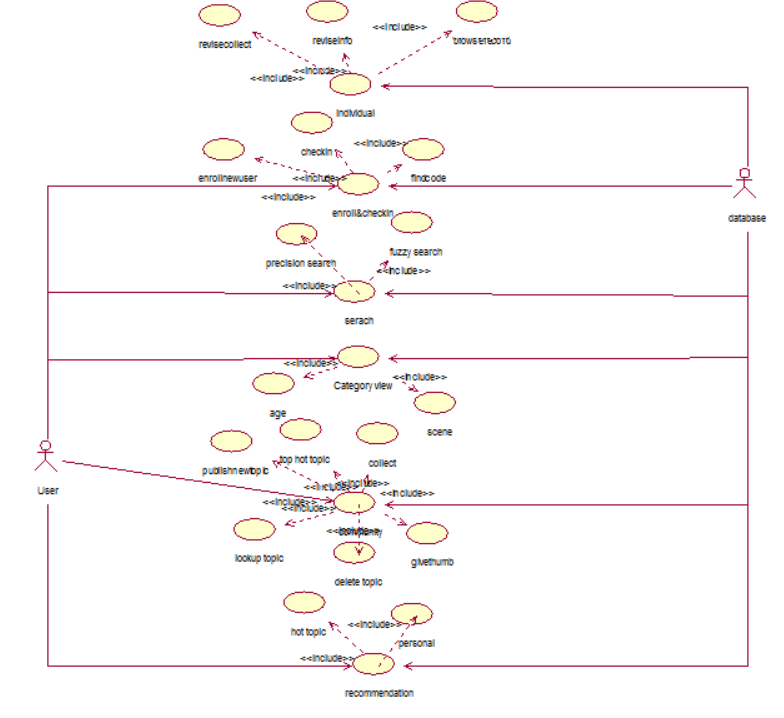 <<include>>
revisecollect
reviseinfo
<<include>>
<<include>>
individual
<<include>>
checkin
enrollnewuser
<<include>>
findcode
<<include>>
enroll&checkin
database
fuzzy search
precision search
<<include>>
<<include>>
serach
<<include>>
<<include>>
Category view
age
scene
top hot topic
collect
publishnewtopic
<<include>>
<<include>>
<<include>>
<<include>>
<<include>>
User
<<include>>
lookup topic
givethumb
delete topic
<<include>>
hot topic
personal
<<include>>
recommendation